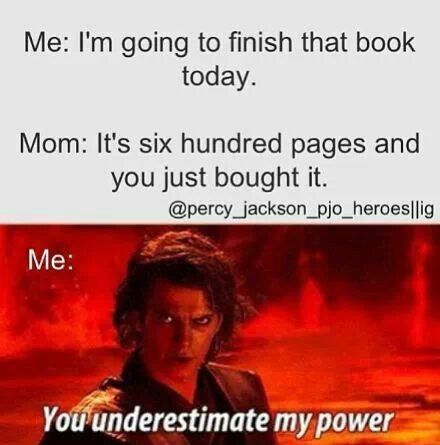 Me: I'm going to finish that book
today.
Mom: It's six hundred pages and
you just bought it.
@percy_jackson_pjo_heroes||ig
Me:
You underestimate my power